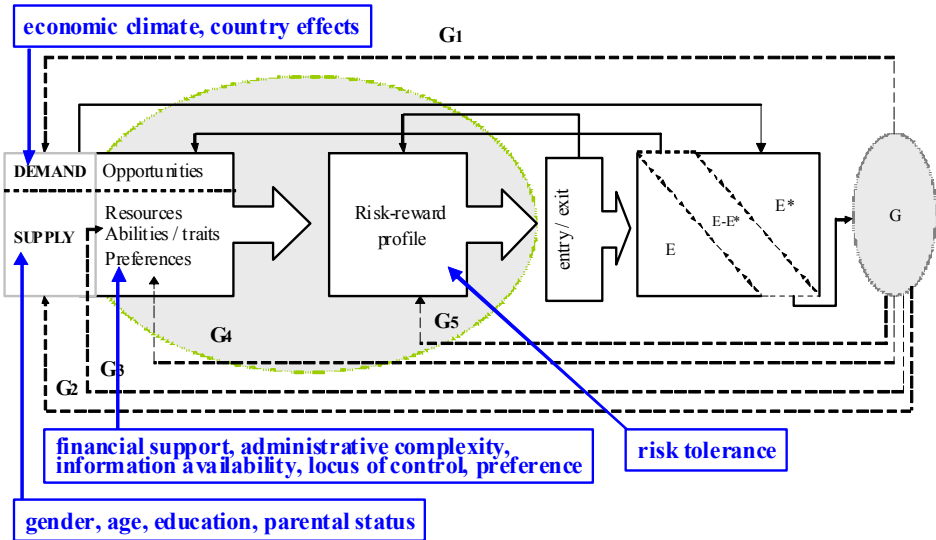 economic climate, country effects
G1
DEMAND
Opportunities
SUPPLY
Resources
Abilities / traits
Preferences
Risk-reward
profile
entry / exit
E
E-E*
E*
G
G5
G4
G3
G2
financial support, administrative complexity,
information availability, locus of control, preference
risk tolerance
gender, age, education, parental status